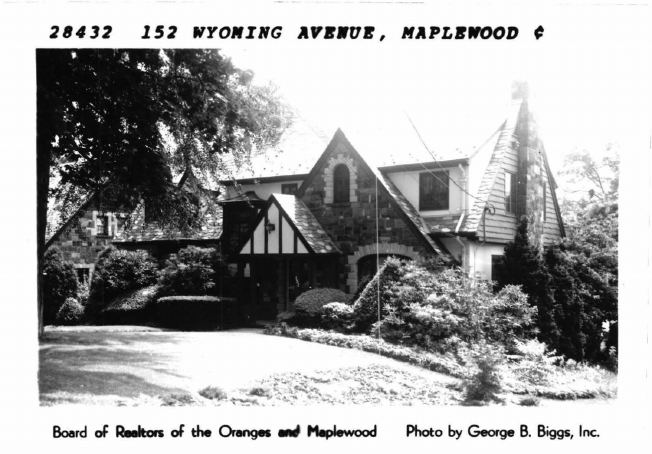 28432 152 WYOMING AVENUE, MAPLEWOOD ¢
Board of Realtors of the Oranges and Maplewood Photo by George B. Biggs, Inc.